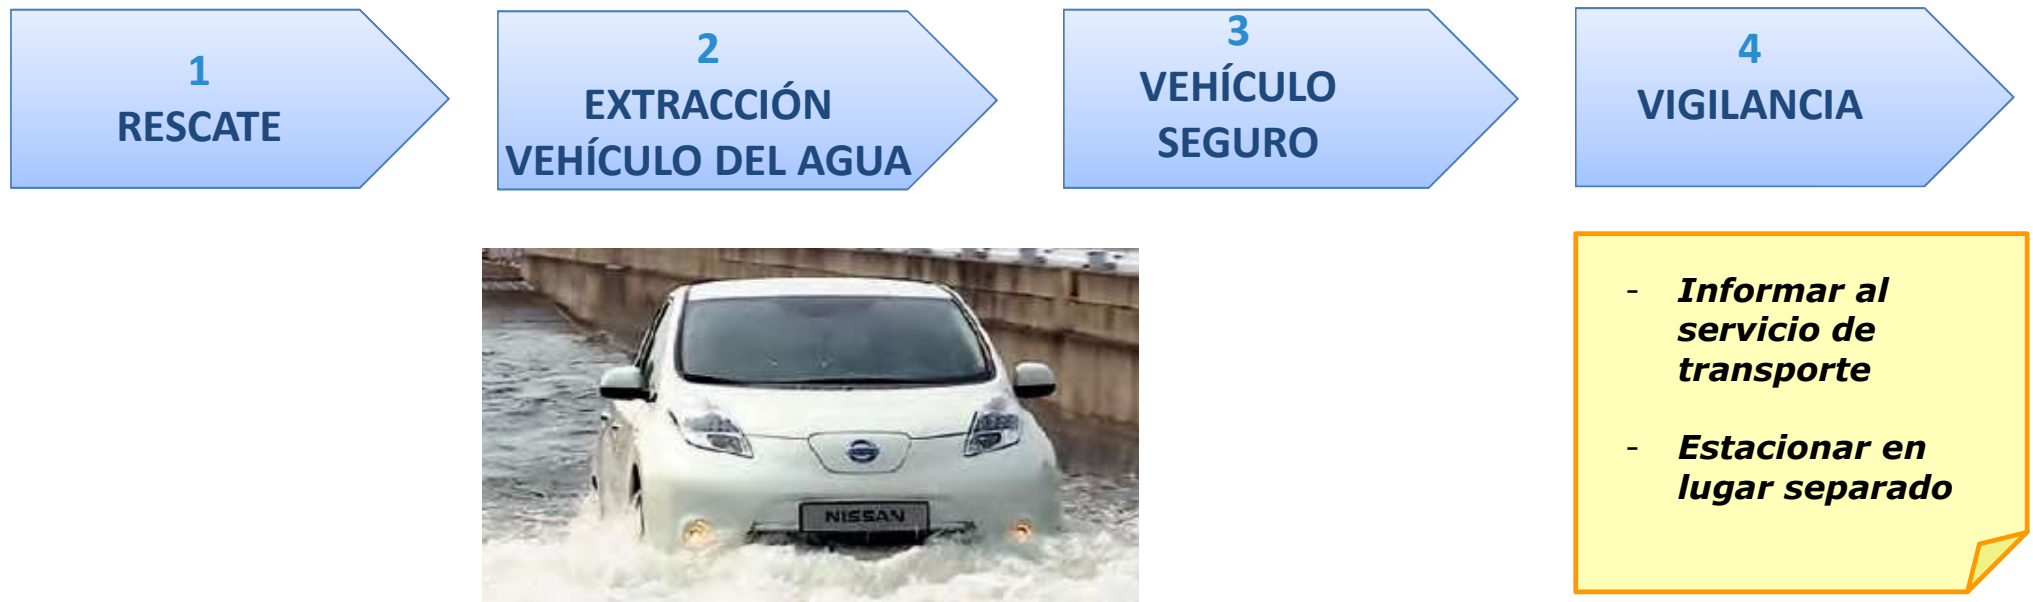 1
RESCATE
2
EXTRACCIÓN
VEHÍCULO DEL AGUA
3
VEHÍCULO
SEGURO
4
VIGILANCIA
NISSAN
- Informar al
servicio de
transporte
- Estacionar en
lugar separado